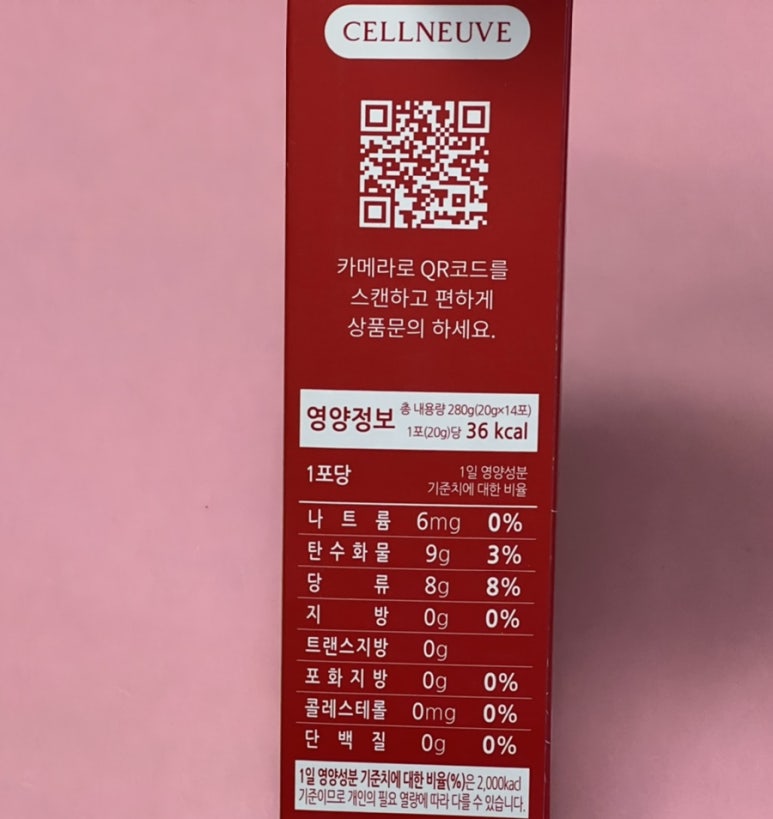 CELLNEUVE
카메라로 QR코드를
스캔하고 편하게
상품문의 하세요.
영양정보 총 내용량 280g(20g×14포)
1포(20g)당 36 kcal
1포당 1일 영양성분
기준치에 대한 비율
나트륨 6mg 0%
탄수화물 9g 3%
당류 8g 8%
지방 0g 0%
트랜스지방 0g
포화지방 0g 0%
콜레스테롤 0mg 0%
단백질 0g 0%
1일 영양성분 기준치에 대한 비율(%)은 2,000kcal
기준이므로 개인의 필요 열량에 따라 다를 수 있습니다.